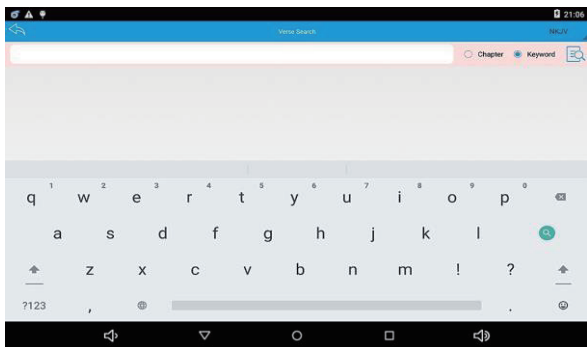 21:06
Verse Search NKJV
Chapter Keyword
1 2 3 4 5 6 7 8 9 0
q w e r t y u i o p
a s d f g h j k l
z x c v b n m ! ?
?123 , @ .